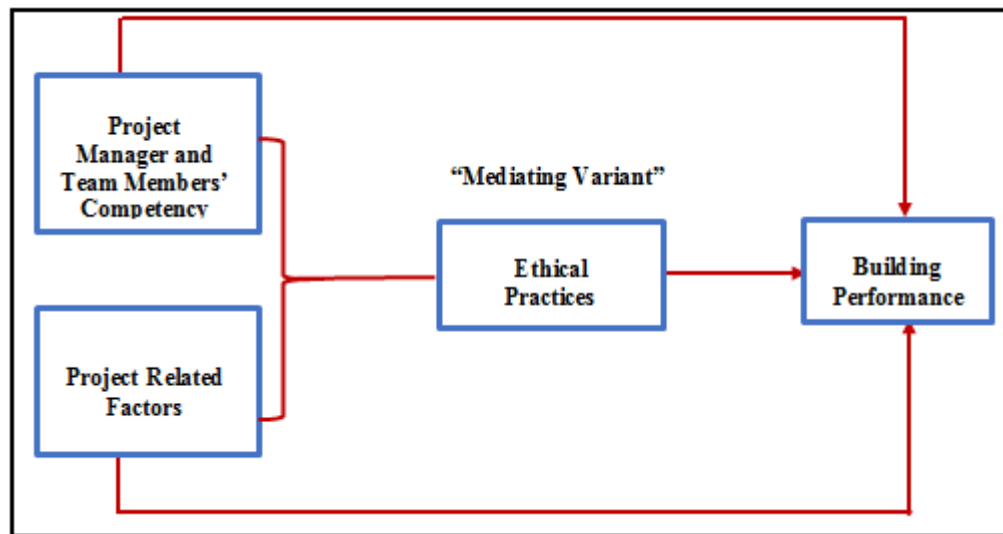 Project
Manager and
Team Members’
Competency
“Mediating Variant”
Ethical
Practices
Building
Performance
Project Related
Factors